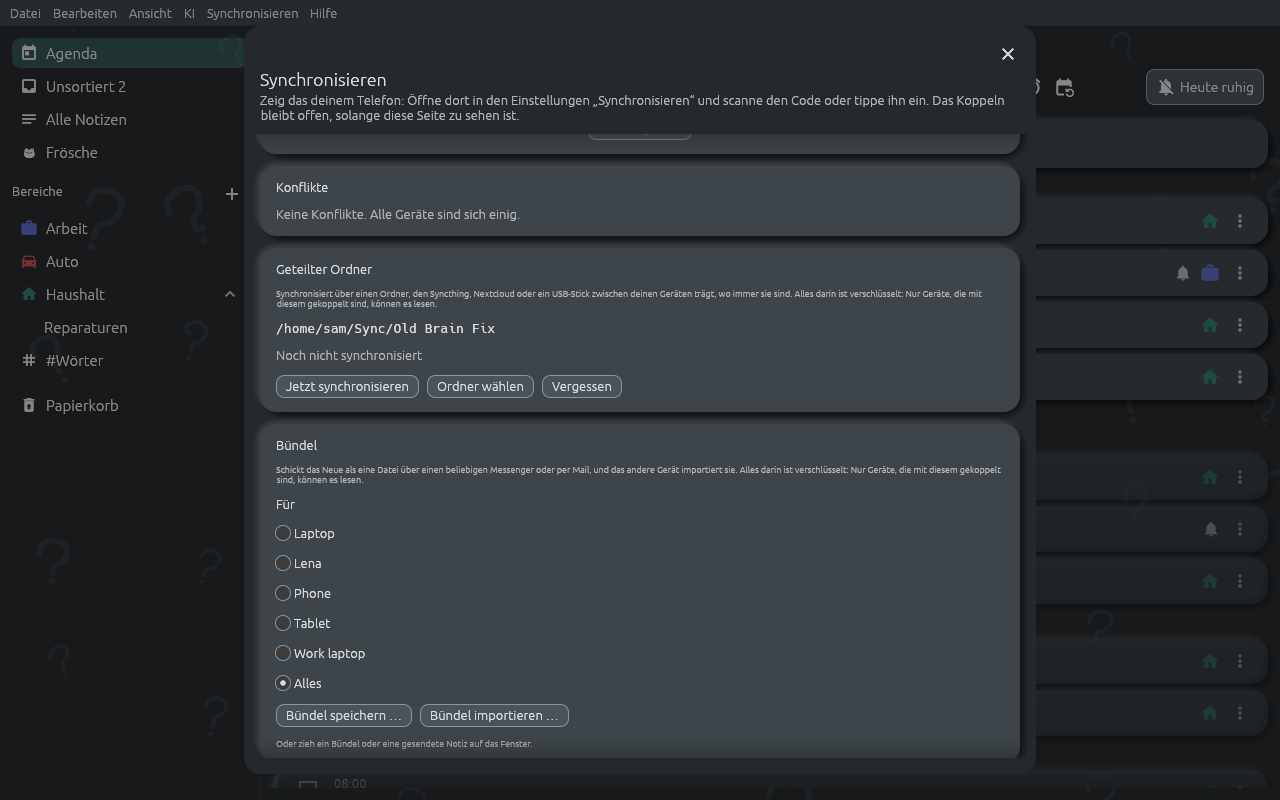 Datei Bearbeiten Ansicht KI Synchronisieren Hilfe
Agenda
Unsortiert 2
Alle Notizen
Frösche
Bereiche
Arbeit
Auto
Haushalt
Reparaturen
#Wörter
Papierkorb
Heute ruhig
Synchronisieren
Zeig das deinem Telefon: Öffne dort in den Einstellungen „Synchronisieren“ und scanne den Code oder tippe ihn ein. Das Koppeln
bleibt offen, solange diese Seite zu sehen ist.
Konflikte
Keine Konflikte. Alle Geräte sind sich einig.
Geteilter Ordner
Synchronisiert über einen Ordner, den Syncthing, Nextcloud oder ein USB-Stick zwischen deinen Geräten trägt, wo immer sie sind. Alles darin ist verschlüsselt: Nur Geräte, die mit
diesem gekoppelt sind, können es lesen.
/home/sam/Sync/Old Brain Fix
Noch nicht synchronisiert
Jetzt synchronisieren Ordner wählen Vergessen
Bündel
Schickt das Neue als eine Datei über einen beliebigen Messenger oder per Mail, und das andere Gerät importiert sie. Alles darin ist verschlüsselt: Nur Geräte, die mit diesem gekoppelt
sind, können es lesen.
Für
Laptop
Lena
Phone
Tablet
Work laptop
Alles
Bündel speichern … Bündel importieren …
Oder zieh ein Bündel oder eine gesendete Notiz auf das Fenster.
08:00